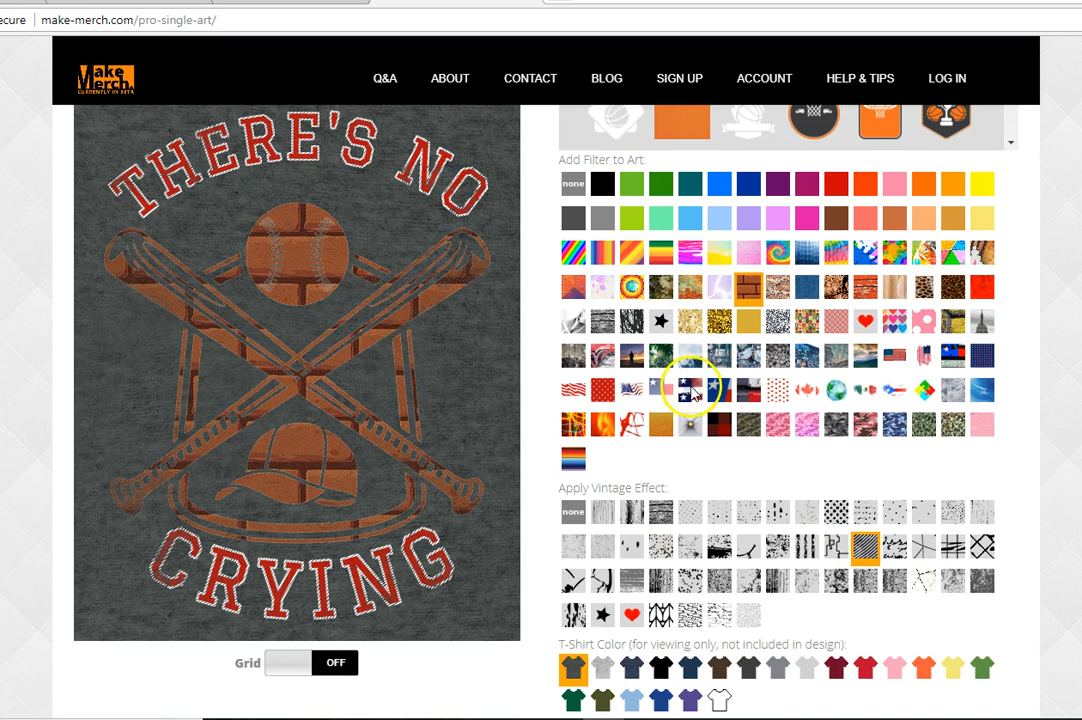 ecure | make-merch.com/pro-single-art/
Make
Merch.
CURRENTLY IN BETA
Q&A ABOUT CONTACT BLOG SIGN UP ACCOUNT HELP & TIPS LOG IN
THERE'S NO
CRYING
Grid OFF
Add Filter to Art:
none
Apply Vintage Effect:
none
T-Shirt Color (for viewing only, not included in design):